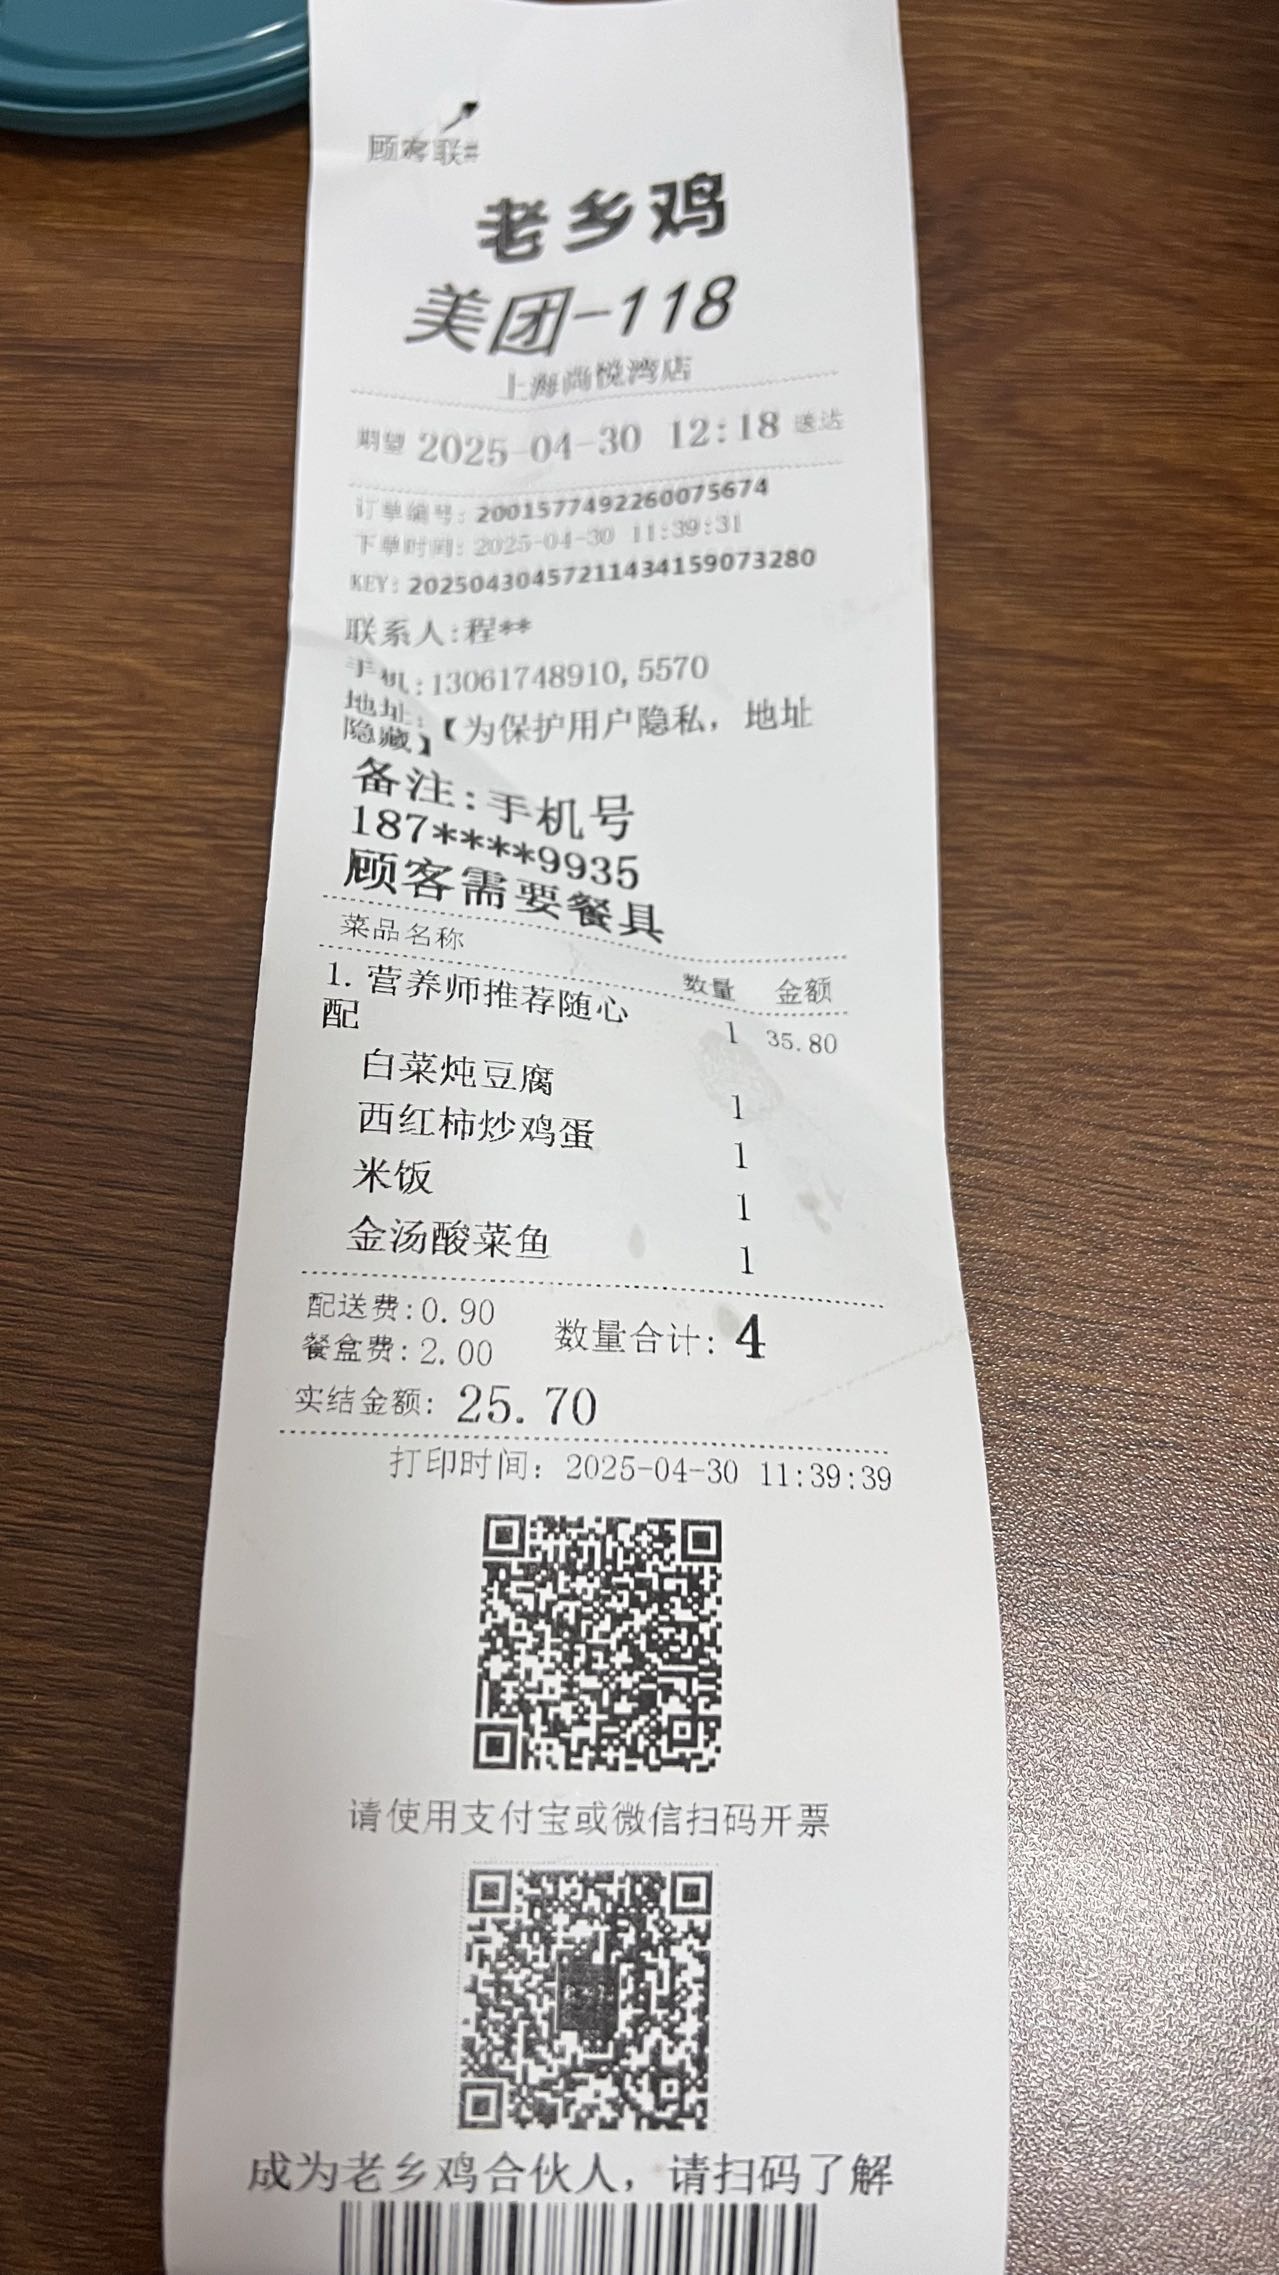 顾客联#
老乡鸡
美团-118
上海尚悦湾店
期望 2025-04-30 12:18 送达
订单编号: 2001577492260075674
下单时间: 2025-04-30 11:39:31
KEY: 20250430457211434159073280
联系人:程**
手机:13061748910,5570
地址:【为保护用户隐私，地址
隐藏】
备注:手机号
187****9935
顾客需要餐具
菜品名称 数量 金额
1. 营养师推荐随心 1 35.80
配
白菜炖豆腐 1
西红柿炒鸡蛋 1
米饭 1
金汤酸菜鱼 1
配送费:0.90
餐盒费:2.00 数量合计: 4
实结金额: 25.70
打印时间: 2025-04-30 11:39:39
请使用支付宝或微信扫码开票
成为老乡鸡合伙人，请扫码了解